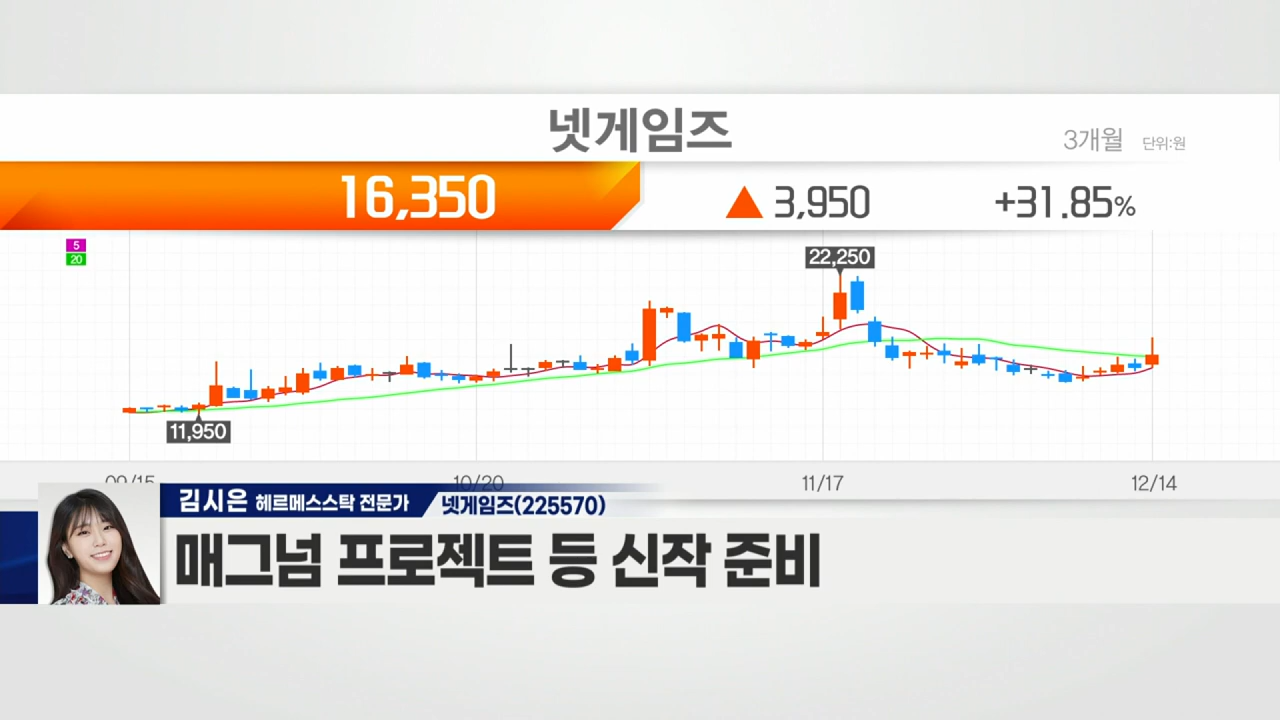 넷게임즈
3개월 단위:원
16,350 ▲ 3,950 +31.85%
5
20
22,250
11,950
09/15 10/20 11/17 12/14
김시은 헤르메스스탁 전문가 넷게임즈(225570)
매그넘 프로젝트 등 신작 준비